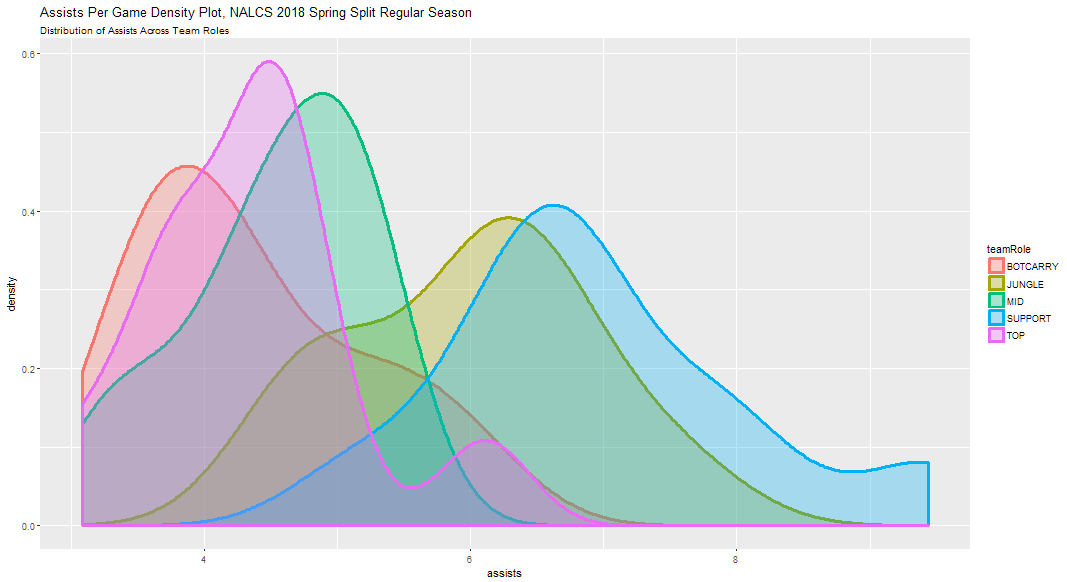 Assists Per Game Density Plot, NALCS 2018 Spring Split Regular Season
Distribution of Assists Across Team Roles
0.6
0.4
0.2
0.0
density
4
6
8
assists
teamRole
BOTCARRY
JUNGLE
MID
SUPPORT
TOP